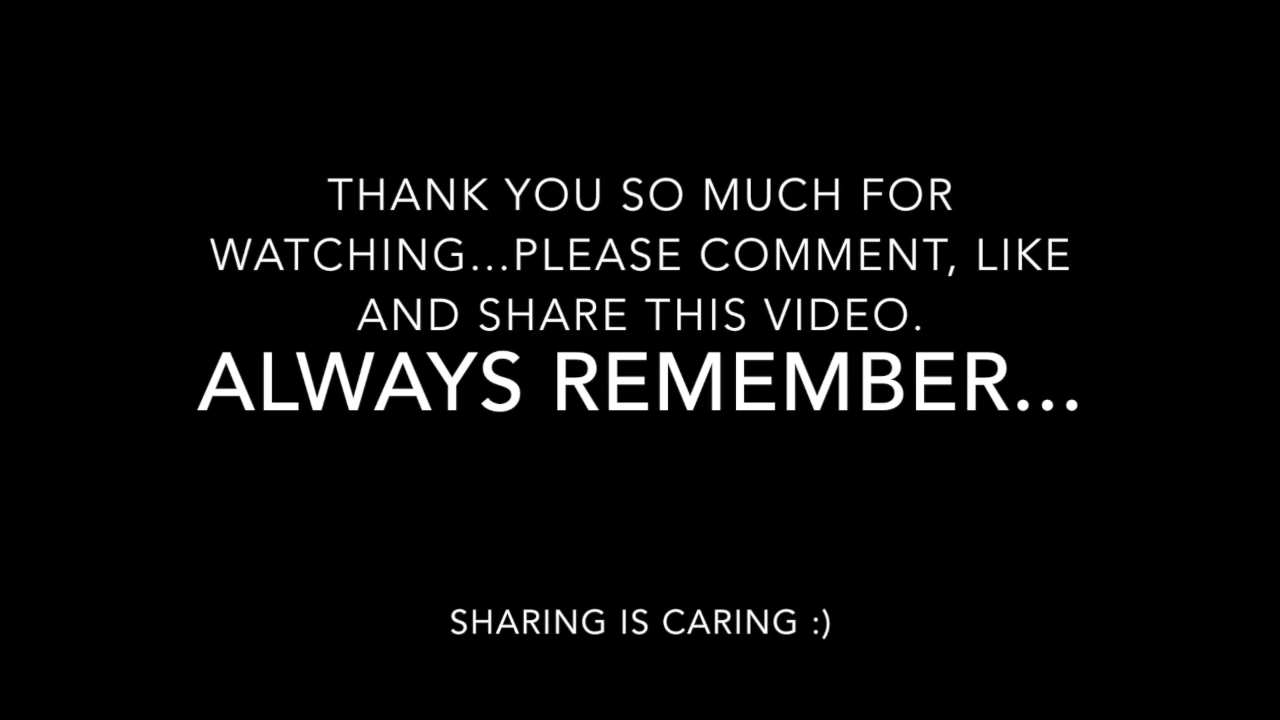 THANK YOU SO MUCH FOR
WATCHING...PLEASE COMMENT, LIKE
AND SHARE THIS VIDEO.
ALWAYS REMEMBER...
SHARING IS CARING :)